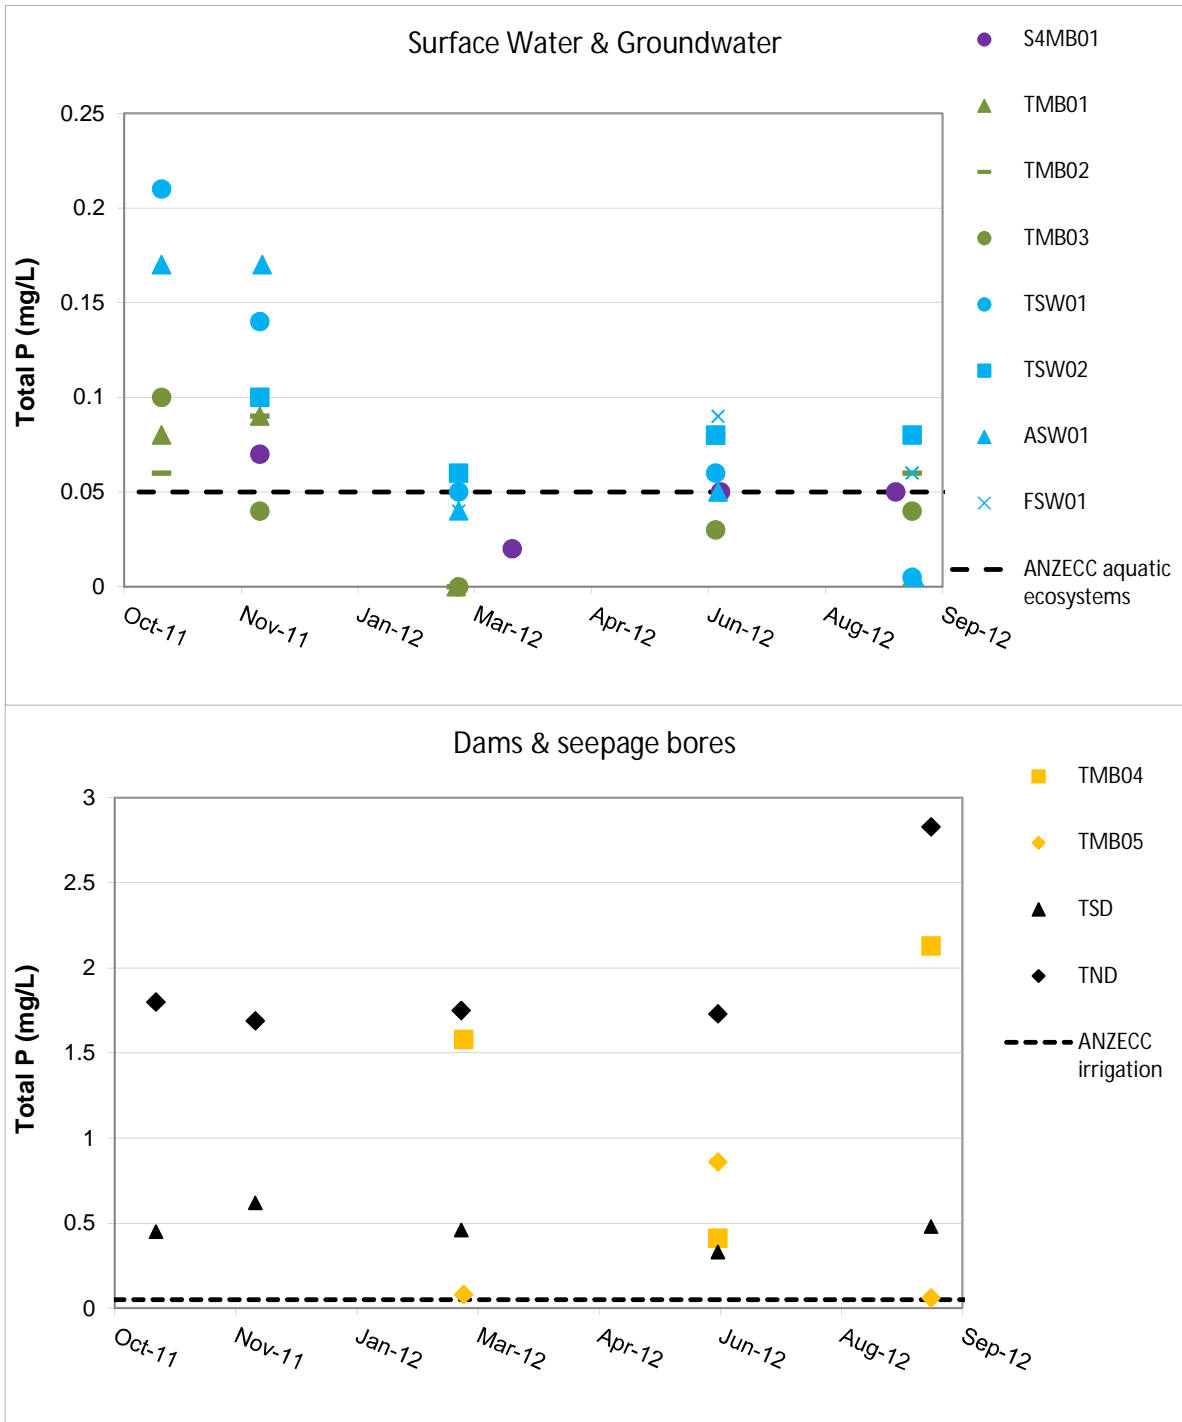 Surface Water & Groundwater
S4MB01
TMB01
TMB02
TMB03
TSW01
TSW02
ASW01
FSW01
ANZECC aquatic
ecosystems
Total P (mg/L)
0.25
0.2
0.15
0.1
0.05
0
Oct-11
Nov-11
Jan-12
Mar-12
Apr-12
Jun-12
Aug-12
Sep-12
Dams & seepage bores
TMB04
TMB05
TSD
TND
ANZECC
irrigation
Total P (mg/L)
3
2.5
2
1.5
1
0.5
0
Oct-11
Nov-11
Jan-12
Mar-12
Apr-12
Jun-12
Aug-12
Sep-12